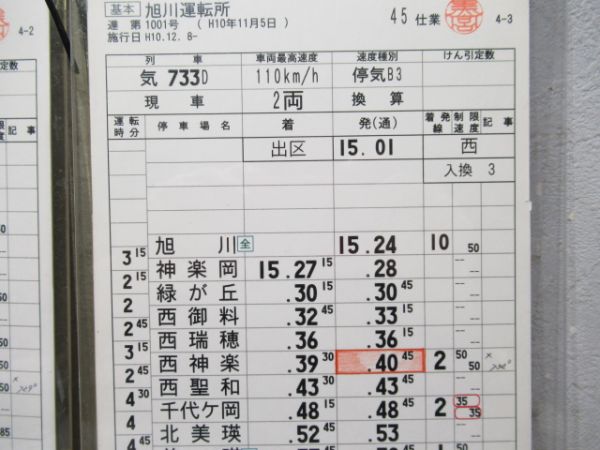 4-2
基本 旭川運転所 45 仕業 4-3
達 第1001号 ( H10年11月5日 )
施行日 H10.12. 8-
列車 車両最高速度 速度種別 けん引定数
気 733D 110km/h 停気B3
現車 2両 換算
運転時分 停車場名 着 発(通) 着発線 制限速度 記事
出区 15.01 西
入換 3
旭川 全 15.24 10 50
3 15
神楽岡 15.27 15 .28
2 15
緑が丘 .30 15 .30 45
2
西御料 .32 45 .33 15
2 45
西瑞穂 .36 .36 15
3 15
西神楽 .39 30 .40 45 2 50 50
2 45
西聖和 .43 30 .43 45
4 30
千代ケ岡 .48 15 .48 45 2 35 35
4
北美瑛 .52 45 .53
4 45